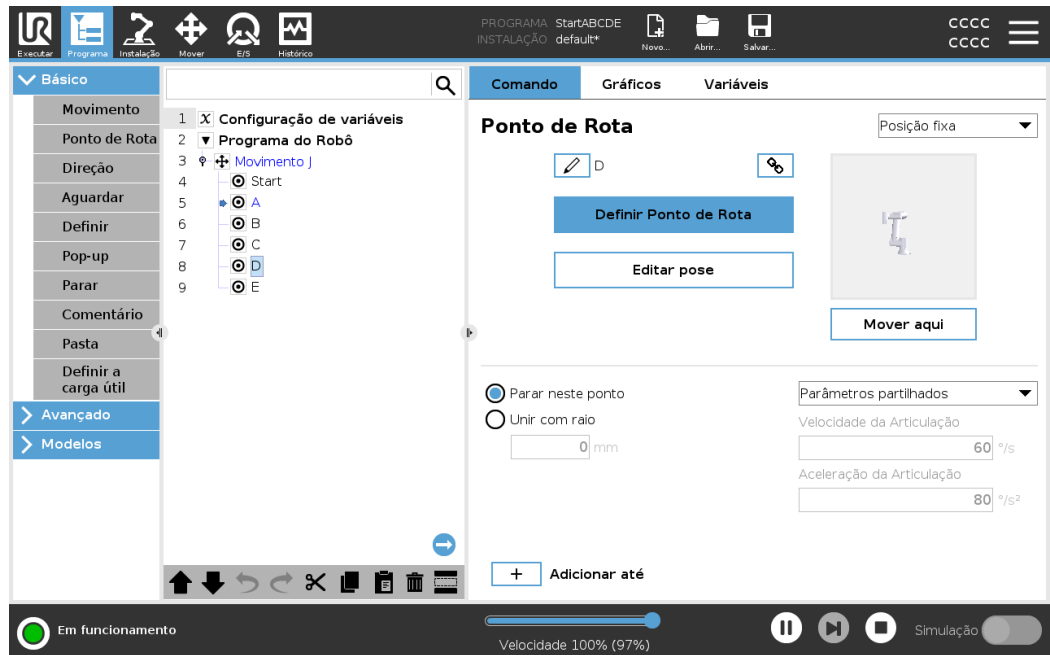 UR
PROGRAMA StartABCDE
INSTALAÇÃO default*
Executar Programa Instalação Mover E/S Histórico
Novo... Abrir... Salvar...
CCCC
CCCC
Básico
Movimento
Ponto de Rota
Direção
Aguardar
Definir
Pop-up
Parar
Comentário
Pasta
Definir a
carga útil
Avançado
Modelos
1 X Configuração de variáveis
2 Programa do Robô
3 Movimento J
4 Start
5 A
6 B
7 C
8 D
9 E
Comando Gráficos Variáveis
Ponto de Rota
Posição fixa
D
Definir Ponto de Rota
Editar pose
Mover aqui
Parar neste ponto
Unir com raio
0 mm
Parâmetros partilhados
Velocidade da Articulação
60 °/s
Aceleração da Articulação
80 °/s²
+ Adicionar até
Em funcionamento
Velocidade 100% (97%)
Simulação